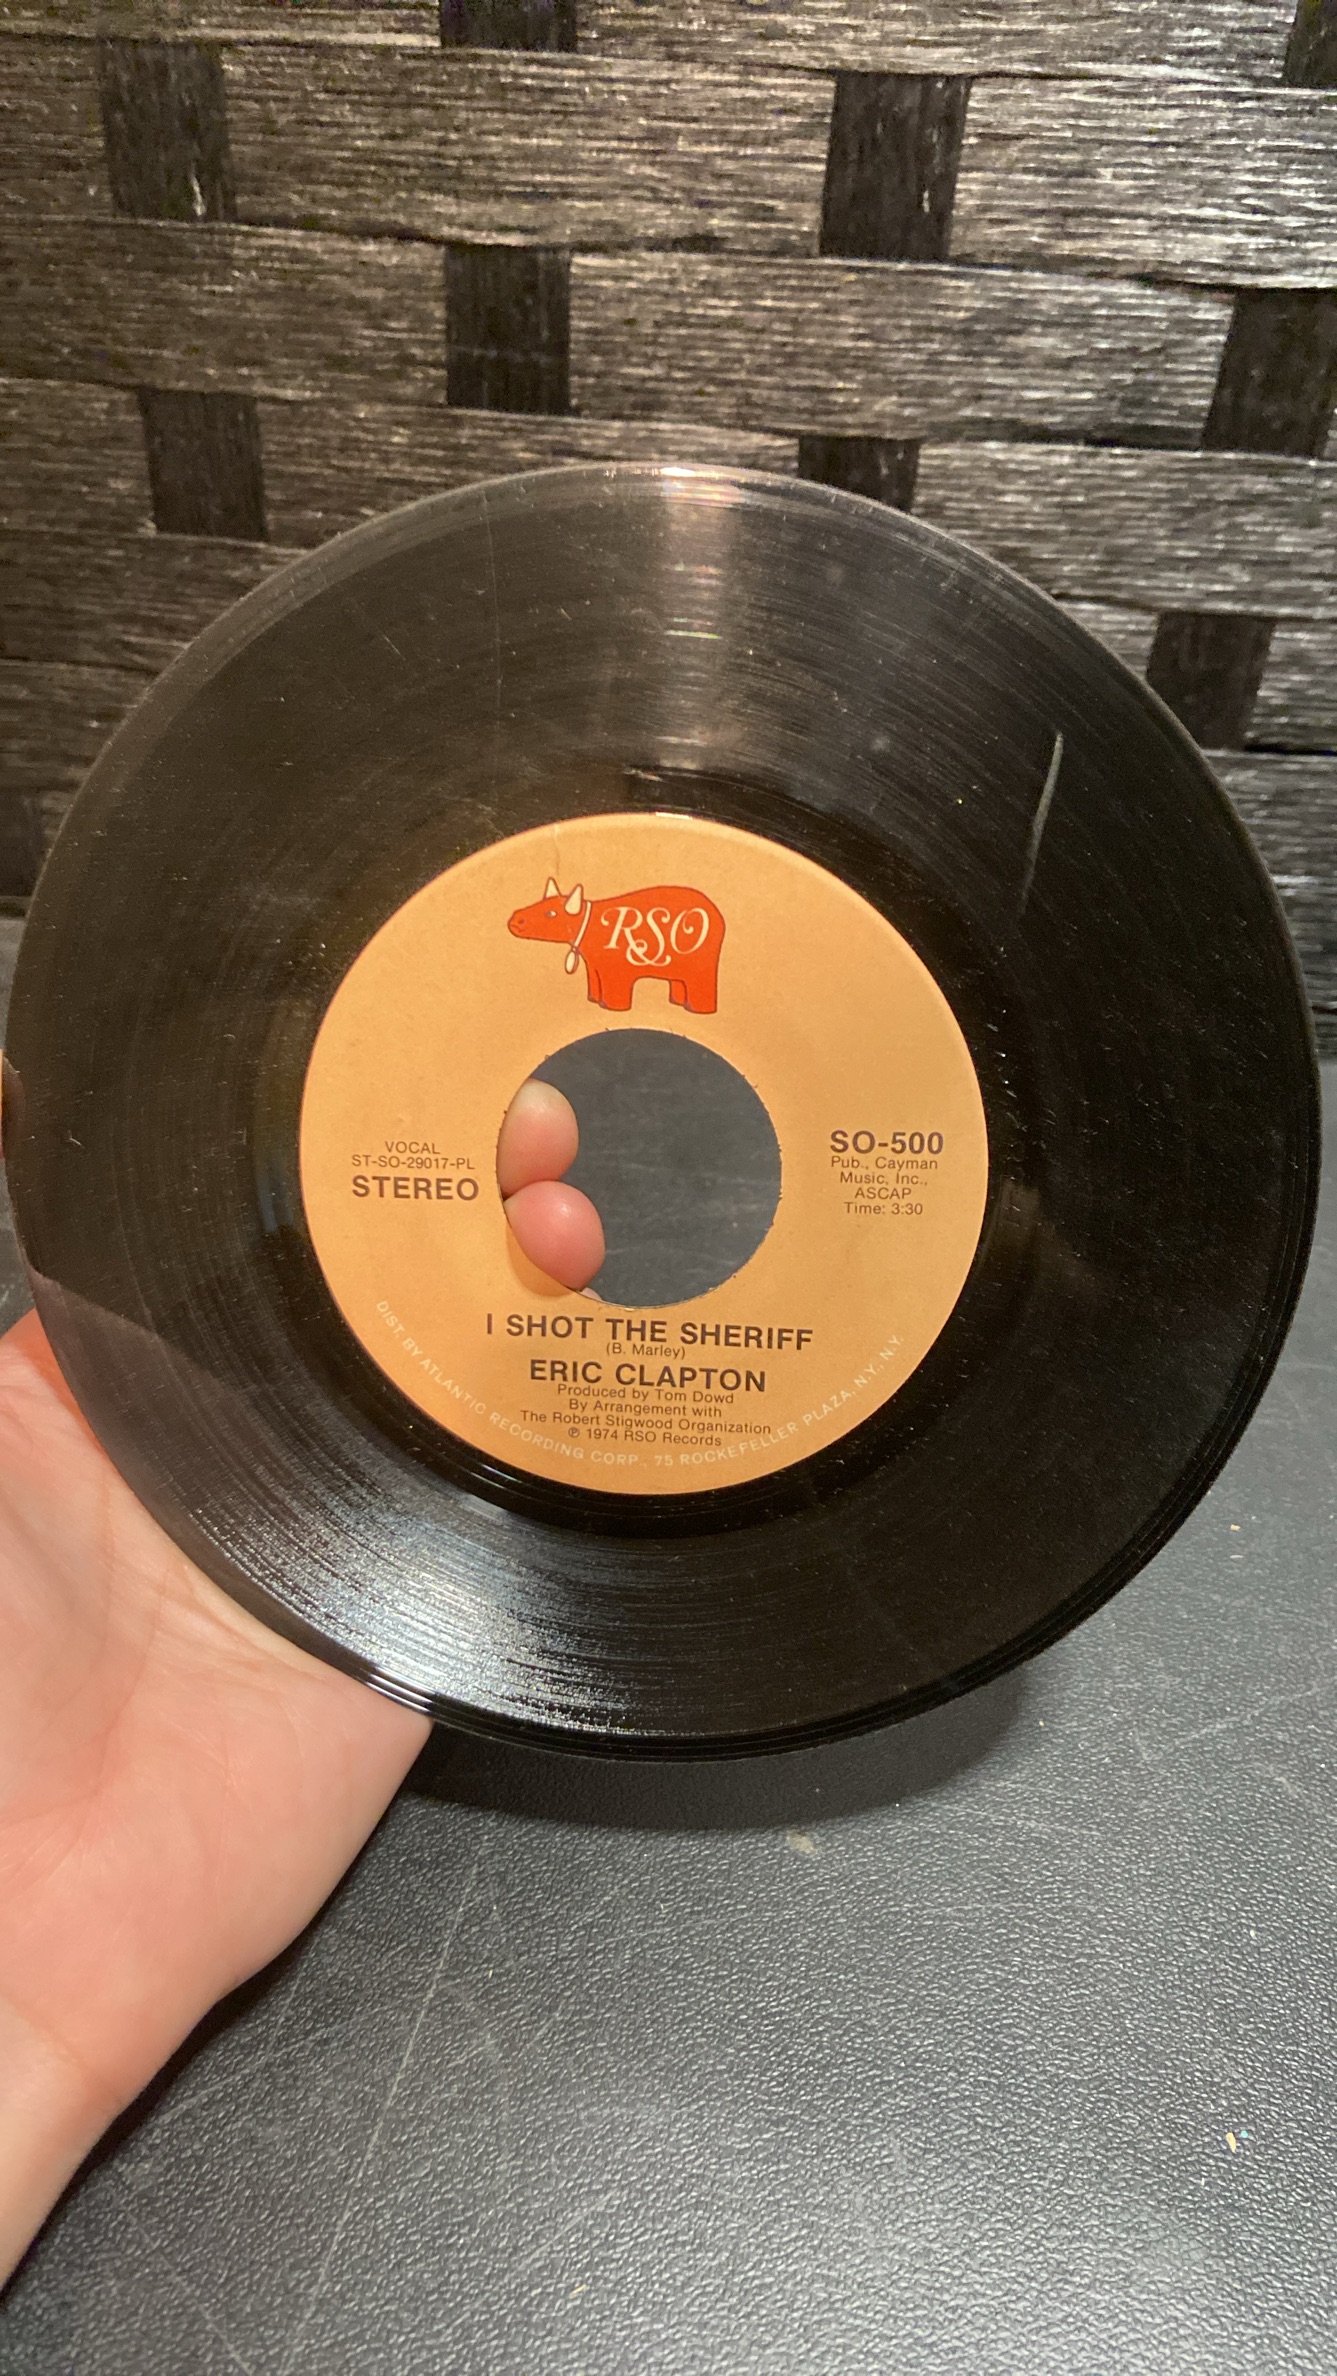 RSO
VOCAL
ST-SO-29017-PL
STEREO
SO-500
Pub., Cayman
Music, Inc.,
ASCAP
Time: 3:30
I SHOT THE SHERIFF
(B. Marley)
ERIC CLAPTON
Produced by Tom Dowd
By Arrangement with
The Robert Stigwood Organization
℗ 1974 RSO Records
DIST BY ATLANTIC RECORDING CORP., 75 ROCKEFELLER PLAZA, N.Y. N.Y.